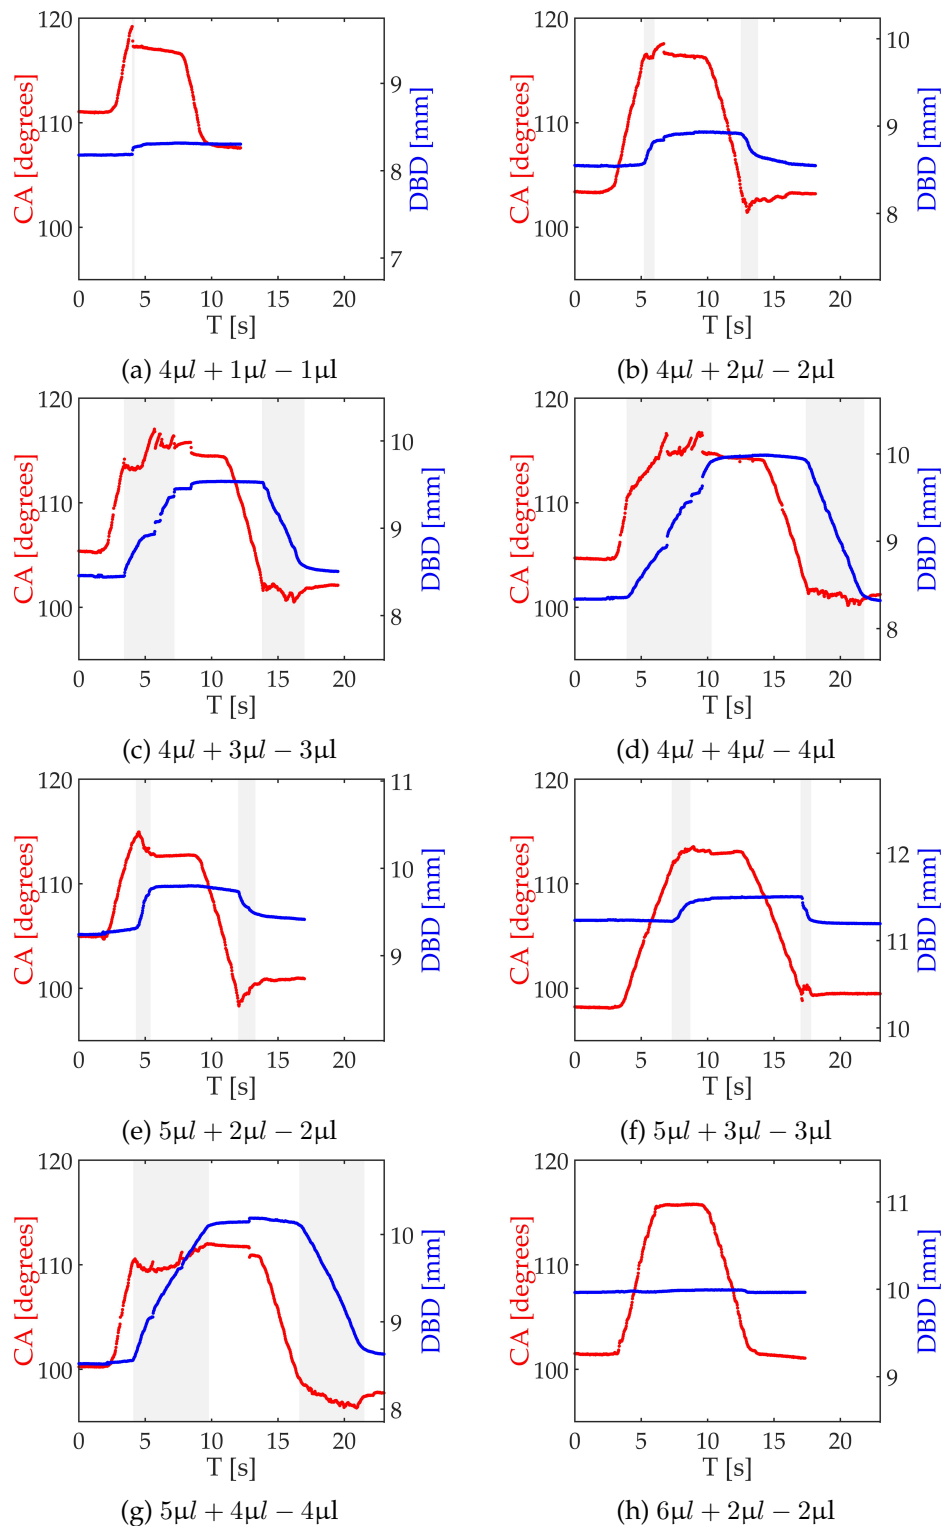 120
110
100
CA [degrees]
9
8
7
DBD [mm]
0 5 10 15 20
T [s]
(a) 4µl + 1µl − 1µl
120
110
100
CA [degrees]
10
9
8
DBD [mm]
0 5 10 15 20
T [s]
(b) 4µl + 2µl − 2µl
120
110
100
CA [degrees]
10
9
8
DBD [mm]
0 5 10 15 20
T [s]
(c) 4µl + 3µl − 3µl
120
110
100
CA [degrees]
10
9
8
DBD [mm]
0 5 10 15 20
T [s]
(d) 4µl + 4µl − 4µl
120
110
100
CA [degrees]
11
10
9
DBD [mm]
0 5 10 15 20
T [s]
(e) 5µl + 2µl − 2µl
120
110
100
CA [degrees]
12
11
10
DBD [mm]
0 5 10 15 20
T [s]
(f) 5µl + 3µl − 3µl
120
110
100
CA [degrees]
10
9
8
DBD [mm]
0 5 10 15 20
T [s]
(g) 5µl + 4µl − 4µl
120
110
100
CA [degrees]
11
10
9
DBD [mm]
0 5 10 15 20
T [s]
(h) 6µl + 2µl − 2µl